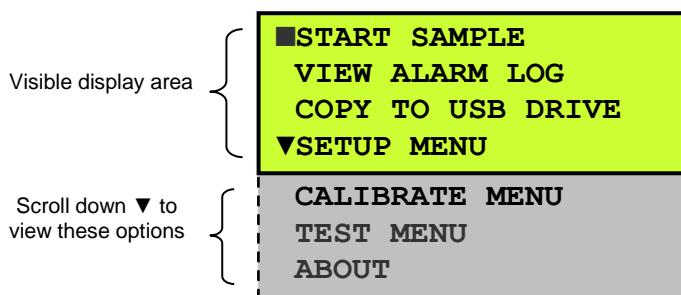 Visible display area
■START SAMPLE
VIEW ALARM LOG
COPY TO USB DRIVE
▼SETUP MENU
Scroll down ▼ to
view these options
CALIBRATE MENU
TEST MENU
ABOUT